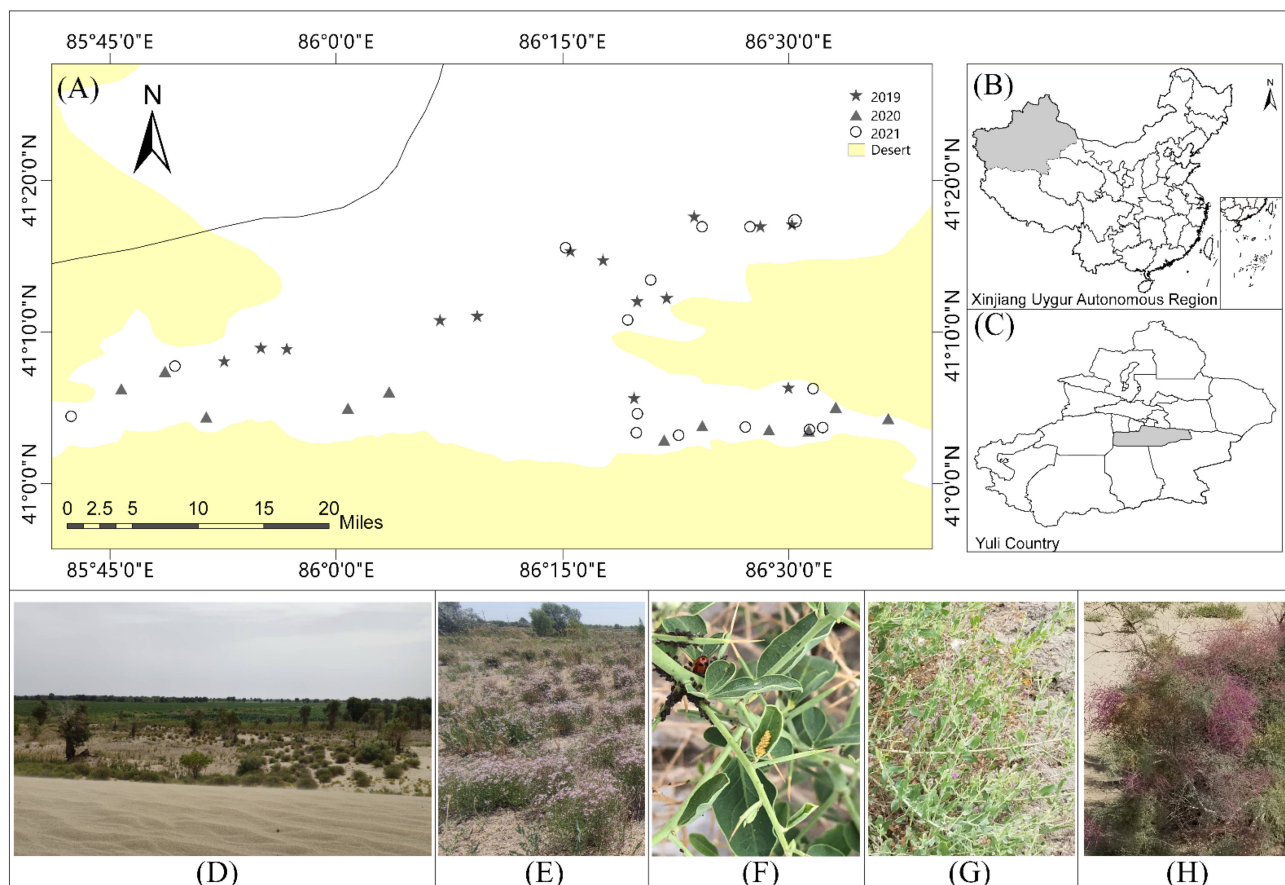 85°45'0"E 86°0'0"E 86°15'0"E 86°30'0"E
(A)
N
2019
2020
2021
Desert
41°20'0"N
41°10'0"N
41°0'0"N
41°20'0"N
41°10'0"N
41°0'0"N
0 2.5 5 10 15 20
Miles
85°45'0"E 86°0'0"E 86°15'0"E 86°30'0"E
(B)
N
Xinjiang Uygur Autonomous Region
(C)
Yuli Country
(D) (E) (F) (G) (H)